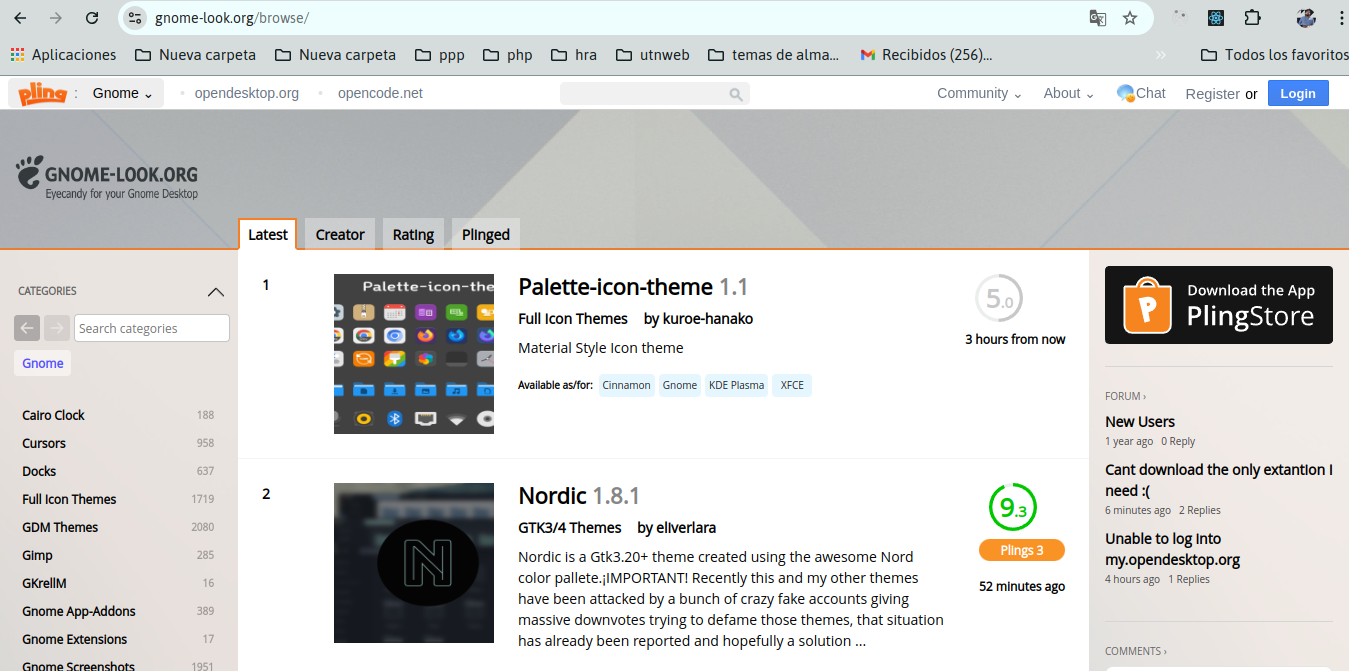 gnome-look.org/browse/
Aplicaciones Nueva carpeta Nueva carpeta ppp php hra utnweb temas de alma... Recibidos (256)... » Todos los favoritos
pling : Gnome opendesktop.org opencode.net Community About Chat Register or Login
GNOME-LOOK.ORG
Eyecandy for your Gnome Desktop
Latest Creator Rating Plinged
CATEGORIES
Search categories
Gnome
Cairo Clock 188
Cursors 958
Docks 637
Full Icon Themes 1719
GDM Themes 2080
Gimp 285
GKrellM 16
Gnome App-Addons 389
Gnome Extensions 17
Gnome Screenshots 1951
1
Palette-icon-the
Palette-icon-theme 1.1
Full Icon Themes by kuroe-hanako
Material Style Icon theme
Available as/for: Cinnamon Gnome KDE Plasma XFCE
5.0
3 hours from now
2
N
Nordic 1.8.1
GTK3/4 Themes by eliverlara
Nordic is a Gtk3.20+ theme created using the awesome Nord
color pallete.¡IMPORTANT! Recently this and my other themes
have been attacked by a bunch of crazy fake accounts giving
massive downvotes trying to defame those themes, that situation
has already been reported and hopefully a solution ...
9.3
Plings 3
52 minutes ago
P
Download the App
PlingStore
FORUM ›
New Users
1 year ago 0 Reply
Cant download the only extantion I
need :(
6 minutes ago 2 Replies
Unable to log into
my.opendesktop.org
4 hours ago 1 Replies
COMMENTS ›